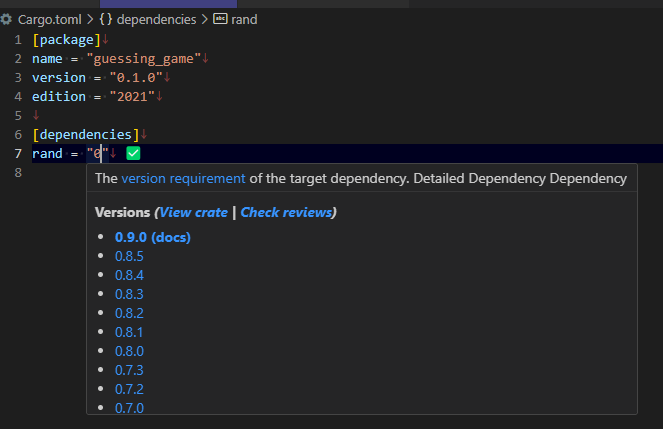 Cargo.toml > {} dependencies > abc rand
1 [package]↓
2 name = "guessing_game"↓
3 version = "0.1.0"↓
4 edition = "2021"↓
5 ↓
6 [dependencies]↓
7 rand = "0"↓ ✅
8
The version requirement of the target dependency. Detailed Dependency Dependency
Versions (View crate | Check reviews)
• 0.9.0 (docs)
• 0.8.5
• 0.8.4
• 0.8.3
• 0.8.2
• 0.8.1
• 0.8.0
• 0.7.3
• 0.7.2
• 0.7.0